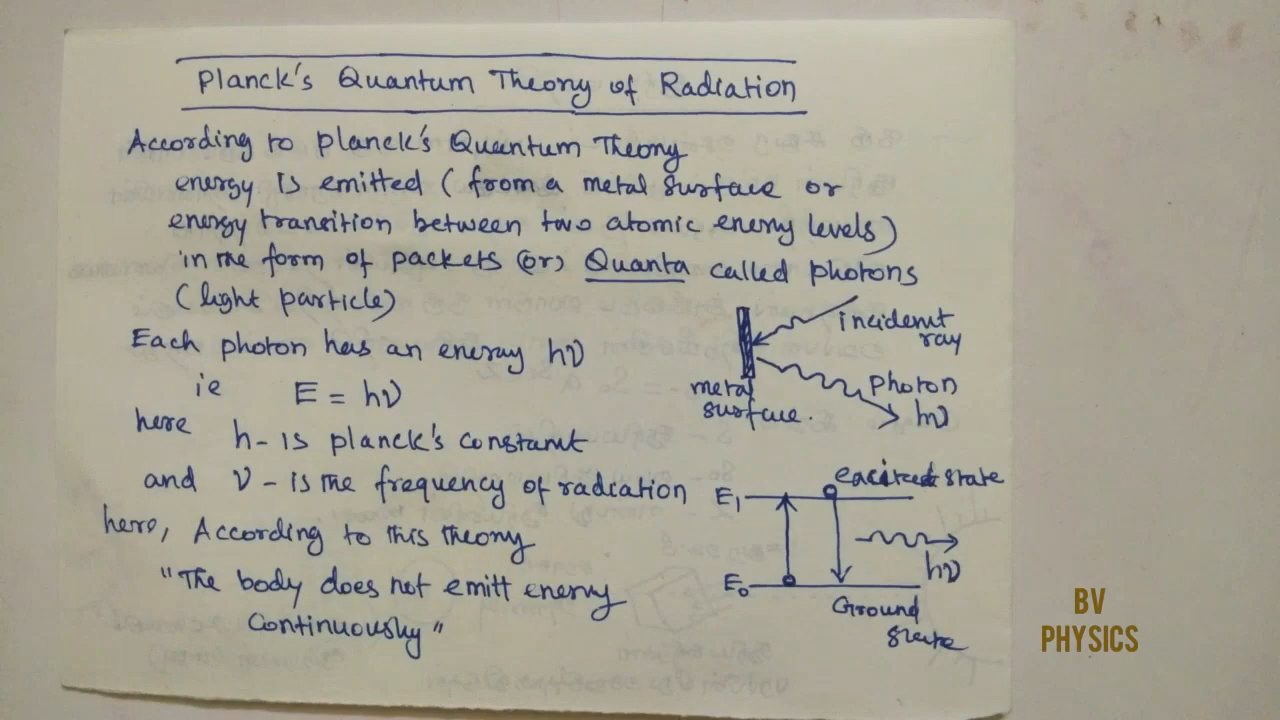 Planck's Quantum Theory of Radiation
According to planck's Quantum Theory
energy is emitted (from a metal surface or
energy transition between two atomic energy levels)
in the form of packets (or) Quanta called photons
(light particle)
Each photon has an energy hν
ie E = hν
here h- is planck's constant
and ν - is the frequency of radiation
here, According to this theory
"The body does not emitt energy
continuously"
incident
ray
metal
surface.
photon
hν
E₁
excited state
hν
E₀
Ground
state
BV
PHYSICS